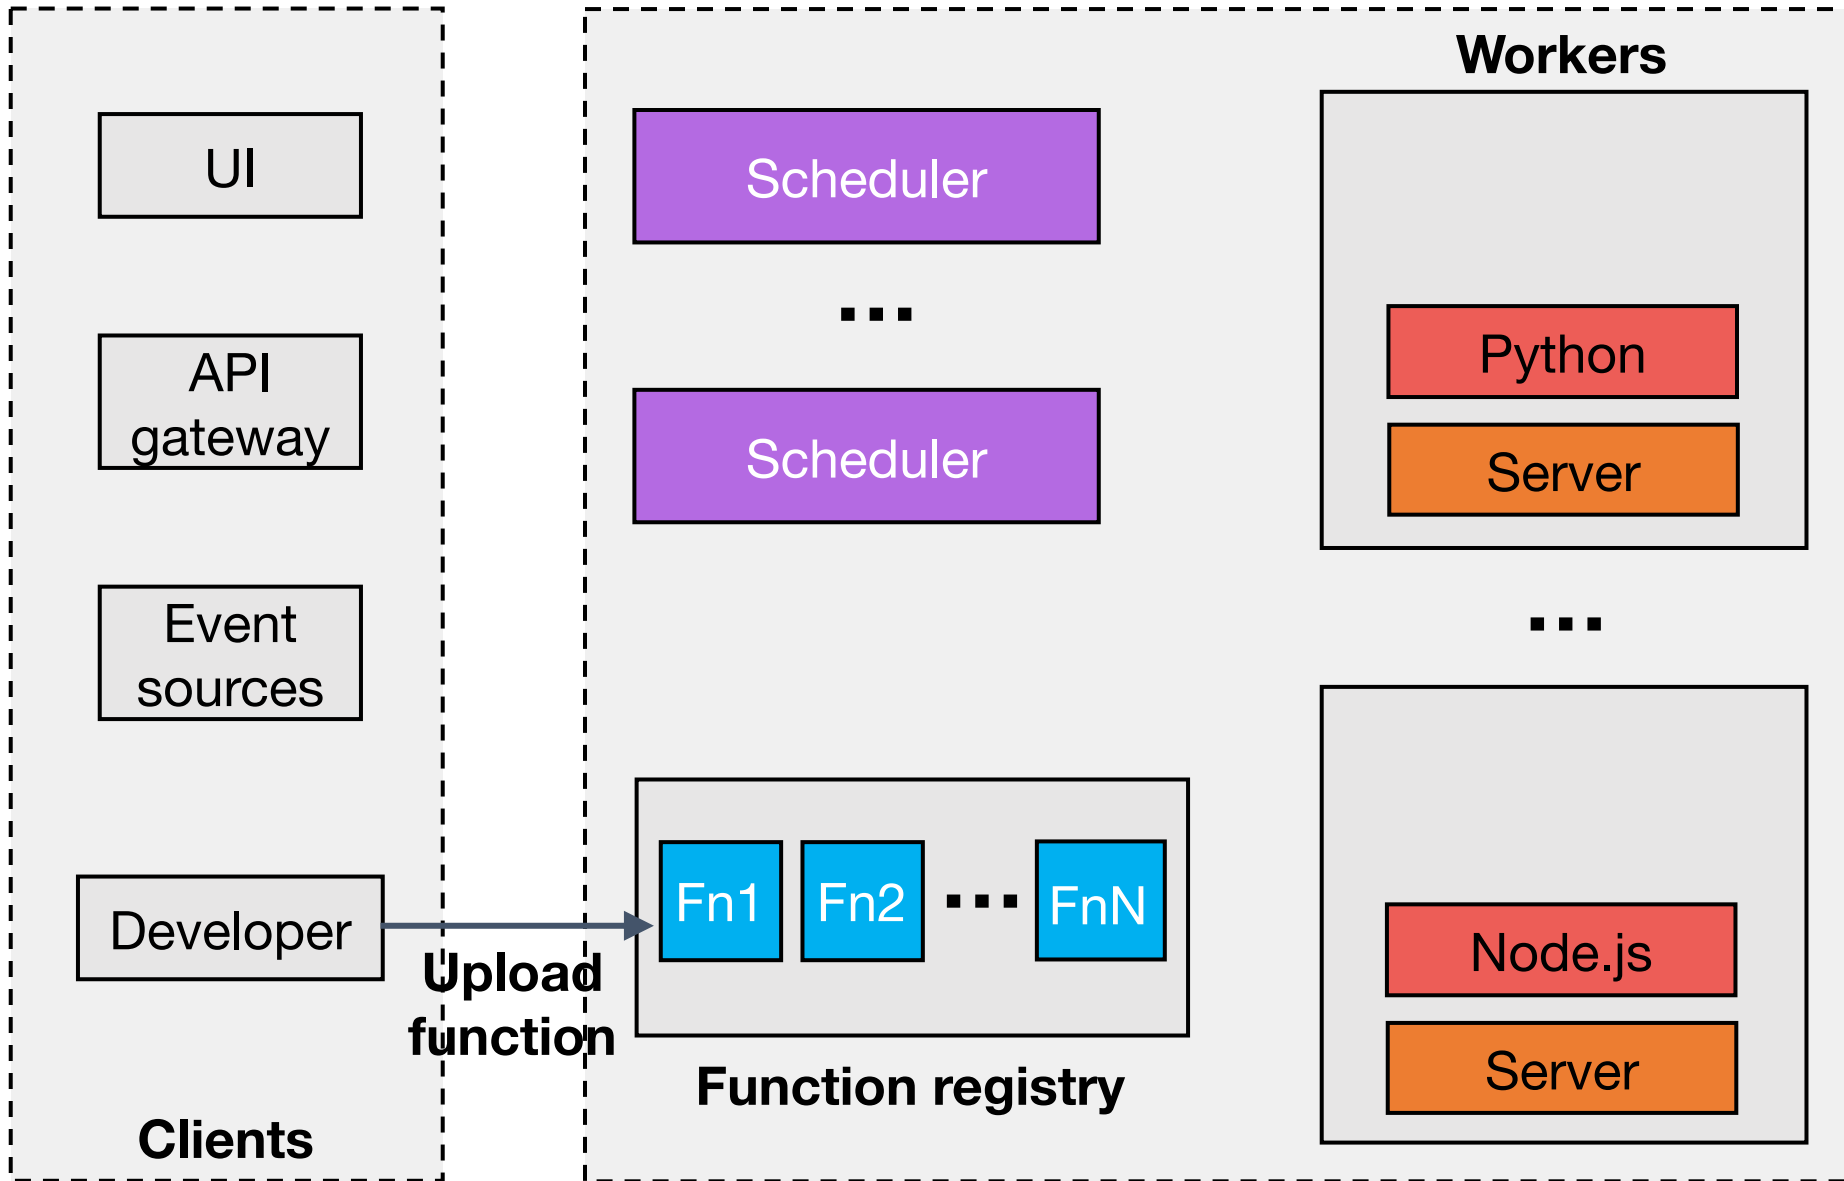 UI
API
gateway
Event
sources
Developer
Clients
Upload
function
Scheduler
...
Scheduler
Fn1 Fn2 ... FnN
Function registry
Workers
Python
Server
...
Node.js
Server